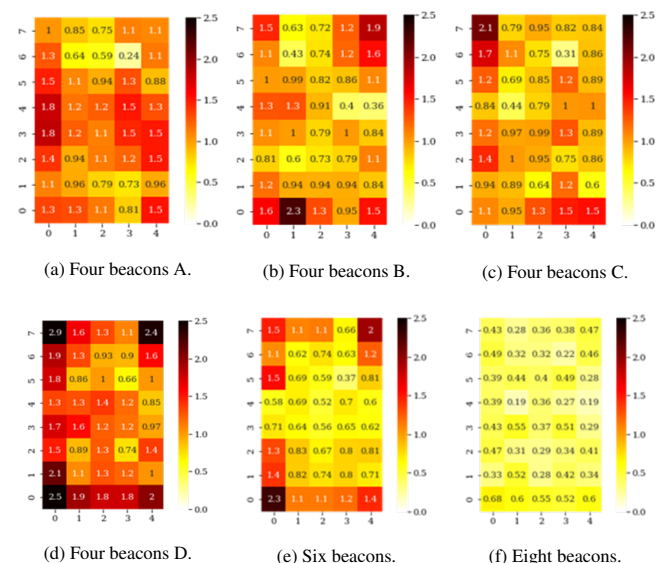 7 1 0.85 0.75 1.1 1.1
6 1.3 0.64 0.59 0.24 1.1
5 1.5 1.1 0.94 1.3 0.88
4 1.8 1.2 1.2 1.5 1.3
3 1.8 1.2 1.1 1.5 1.5
2 1.4 0.94 1.1 1.2 1.5
1 1.1 0.96 0.79 0.73 0.96
0 1.3 1.3 1.1 0.81 1.5
0 1 2 3 4
2.5
2.0
1.5
1.0
0.5
0.0
(a) Four beacons A.
7 1.5 0.63 0.72 1.2 1.9
6 1.1 0.43 0.74 1.2 1.6
5 1 0.99 0.82 0.86 1.1
4 1.3 1.3 0.91 0.4 0.36
3 1.1 1 0.79 1 0.84
2 0.81 0.6 0.73 0.79 1.1
1 1.2 0.94 0.94 0.94 0.84
0 1.6 2.3 1.3 0.95 1.5
0 1 2 3 4
2.5
2.0
1.5
1.0
0.5
0.0
(b) Four beacons B.
7 2.1 0.79 0.95 0.82 0.84
6 1.7 1.1 0.75 0.31 0.86
5 1.2 0.69 0.85 1.2 0.89
4 0.84 0.44 0.79 1 1
3 1.2 0.97 0.99 1.3 0.89
2 1.4 1 0.95 0.75 0.86
1 0.94 0.89 0.64 1.2 0.6
0 1.1 0.95 1.3 1.5 1.5
0 1 2 3 4
2.5
2.0
1.5
1.0
0.5
0.0
(c) Four beacons C.
7 2.9 1.6 1.3 1.1 2.4
6 1.9 1.3 0.93 0.9 1.6
5 1.8 0.86 1 0.66 1
4 1.3 1.3 1.4 1.2 0.85
3 1.7 1.6 1.2 1.2 0.97
2 1.5 0.89 1.3 0.74 1.4
1 2.1 1.1 1.3 1.2 1
0 2.5 1.9 1.8 1.8 2
0 1 2 3 4
2.5
2.0
1.5
1.0
0.5
0.0
(d) Four beacons D.
7 1.5 1.1 1.1 0.66 2
6 1.1 0.62 0.74 0.63 1.2
5 1.5 0.69 0.59 0.37 0.81
4 0.58 0.69 0.52 0.7 0.6
3 0.71 0.64 0.56 0.65 0.62
2 1.3 0.83 0.67 0.8 0.81
1 1.4 0.82 0.74 0.8 0.71
0 2.3 1.1 1.1 1.2 1.4
0 1 2 3 4
2.5
2.0
1.5
1.0
0.5
0.0
(e) Six beacons.
7 0.43 0.28 0.36 0.38 0.47
6 0.49 0.32 0.32 0.22 0.46
5 0.39 0.44 0.4 0.49 0.28
4 0.39 0.19 0.36 0.27 0.19
3 0.43 0.55 0.37 0.51 0.29
2 0.47 0.31 0.29 0.34 0.41
1 0.33 0.52 0.28 0.42 0.34
0 0.68 0.6 0.55 0.52 0.6
0 1 2 3 4
2.5
2.0
1.5
1.0
0.5
0.0
(f) Eight beacons.